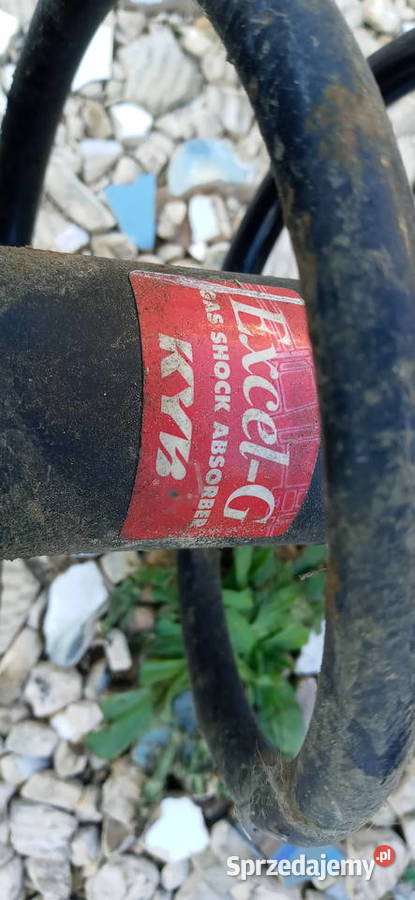 Excel-G
GAS SHOCK ABSORBER
KYB
Sprzedajemy.pl